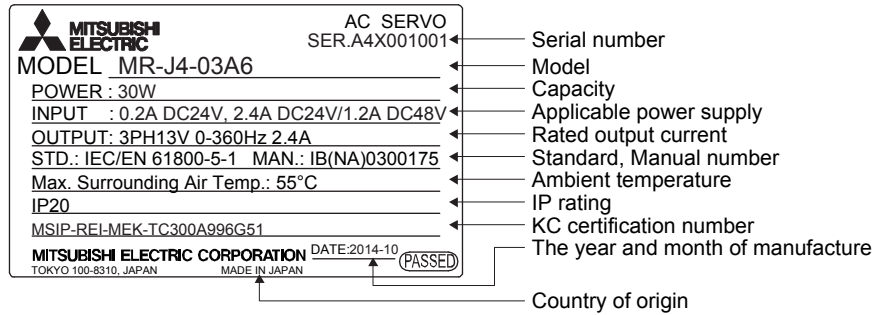 MITSUBISHI
ELECTRIC
AC SERVO
SER.A4X001001
Serial number
MODEL MR-J4-03A6
Model
POWER : 30W
Capacity
INPUT : 0.2A DC24V, 2.4A DC24V/1.2A DC48V
Applicable power supply
OUTPUT: 3PH13V 0-360Hz 2.4A
Rated output current
STD.: IEC/EN 61800-5-1 MAN.: IB(NA)0300175
Standard, Manual number
Max. Surrounding Air Temp.: 55°C
Ambient temperature
IP20
IP rating
MSIP-REI-MEK-TC300A996G51
KC certification number
MITSUBISHI ELECTRIC CORPORATION DATE:2014-10
PASSED
The year and month of manufacture
TOKYO 100-8310, JAPAN MADE IN JAPAN
Country of origin